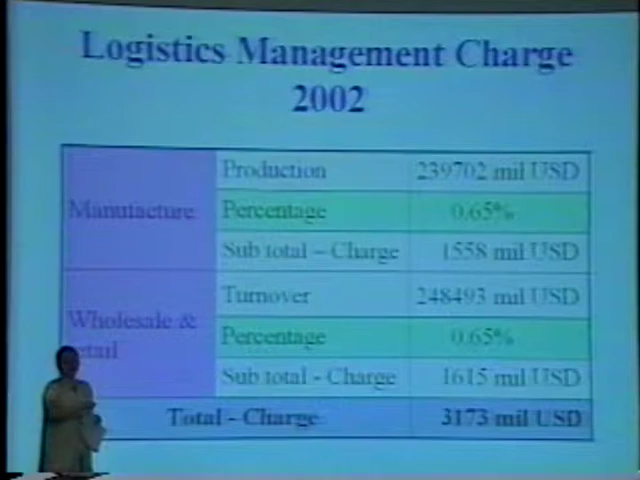 Logistics Management Charge
2002
Manufacture
Production 239702 mil USD
Percentage 0.65%
Sub total – Charge 1558 mil USD
Wholesale &
retail
Turnover 248493 mil USD
Percentage 0.65%
Sub total - Charge 1615 mil USD
Total - Charge 3173 mil USD